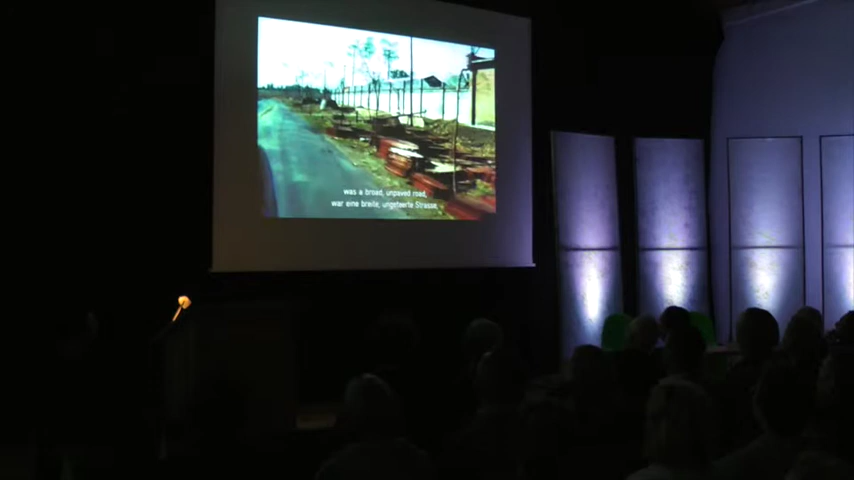 was a broad, unpaved road,
war eine breite, ungeteerte Strasse,